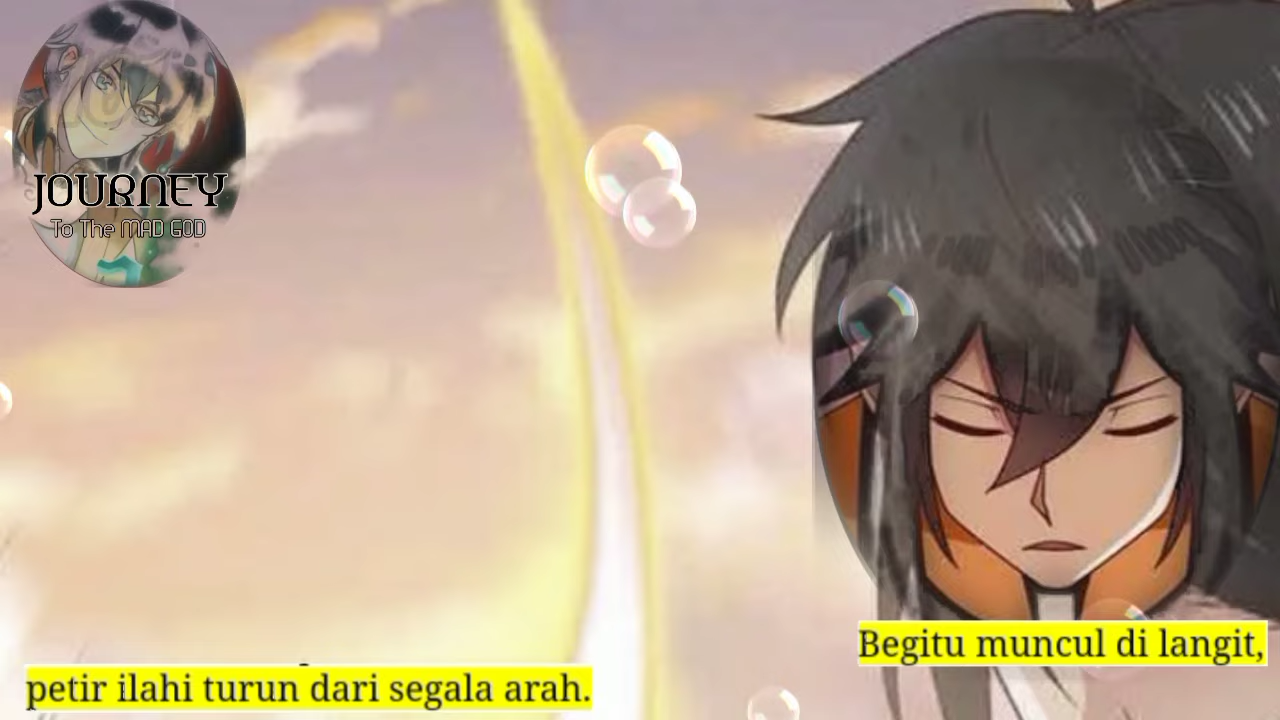 JOURNEY
To The MAD GOD
Begitu muncul di langit,
petir ilahi turun dari segala arah.